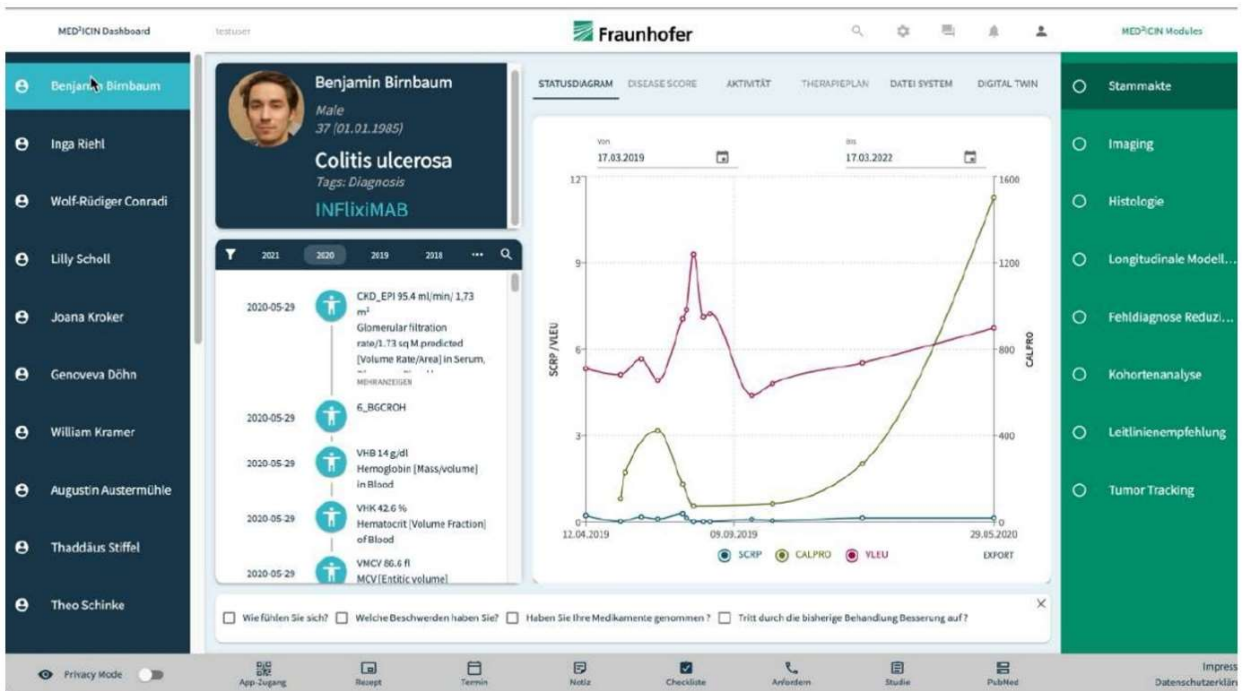 MED²ICIN Dashboard
testuser
Fraunhofer
MED²ICIN Modules
Benjamin Birnbaum
Inga Riehl
Wolf-Rüdiger Conradi
Lilly Scholl
Joana Kroker
Genoveva Döhn
William Kramer
Augustin Austermühle
Thaddäus Stiffel
Theo Schinke
Benjamin Birnbaum
Male
37 (01.01.1985)
Colitis ulcerosa
Tags: Diagnosis
INFlixiMAB
2021 2020 2019 2018 ...
2020-05-29
CKD_EPI 95.4 ml/min/ 1,73
m²
Glomerular filtration
rate/1.73 sq M.predicted
[Volume Rate/Area] in Serum,
MEHR ANZEIGEN
2020-05-29
6_BGCROH
2020-05-29
VHB 14 g/dl
Hemoglobin [Mass/volume]
in Blood
2020-05-29
VHK 42.6 %
Hematocrit [Volume Fraction]
of Blood
2020-05-29
VMCV 86.6 fl
MCV [Entitic volume]
STATUSDIAGRAM DISEASE SCORE AKTIVITÄT THERAPIEPLAN DATEI SYSTEM DIGITAL TWIN
Von
17.03.2019
Bis
17.03.2022
12
9
6
3
0
SCRP / VLEU
1600
1200
800
400
0
CALPRO
12.04.2019 09.09.2019 29.05.2020
SCRP CALPRO VLEU
EXPORT
Wie fühlen Sie sich? Welche Beschwerden haben Sie? Haben Sie Ihre Medikamente genommen ? Tritt durch die bisherige Behandlung Besserung auf?
Stammakte
Imaging
Histologie
Longitudinale Modell...
Fehldiagnose Reduzi...
Kohortenanalyse
Leitlinienempfehlung
Tumor Tracking
Privacy Mode
App-Zugang
Rezept
Termin
Notiz
Checkliste
Anfordern
Studie
PubMed
Impress
Datenschutzerklär